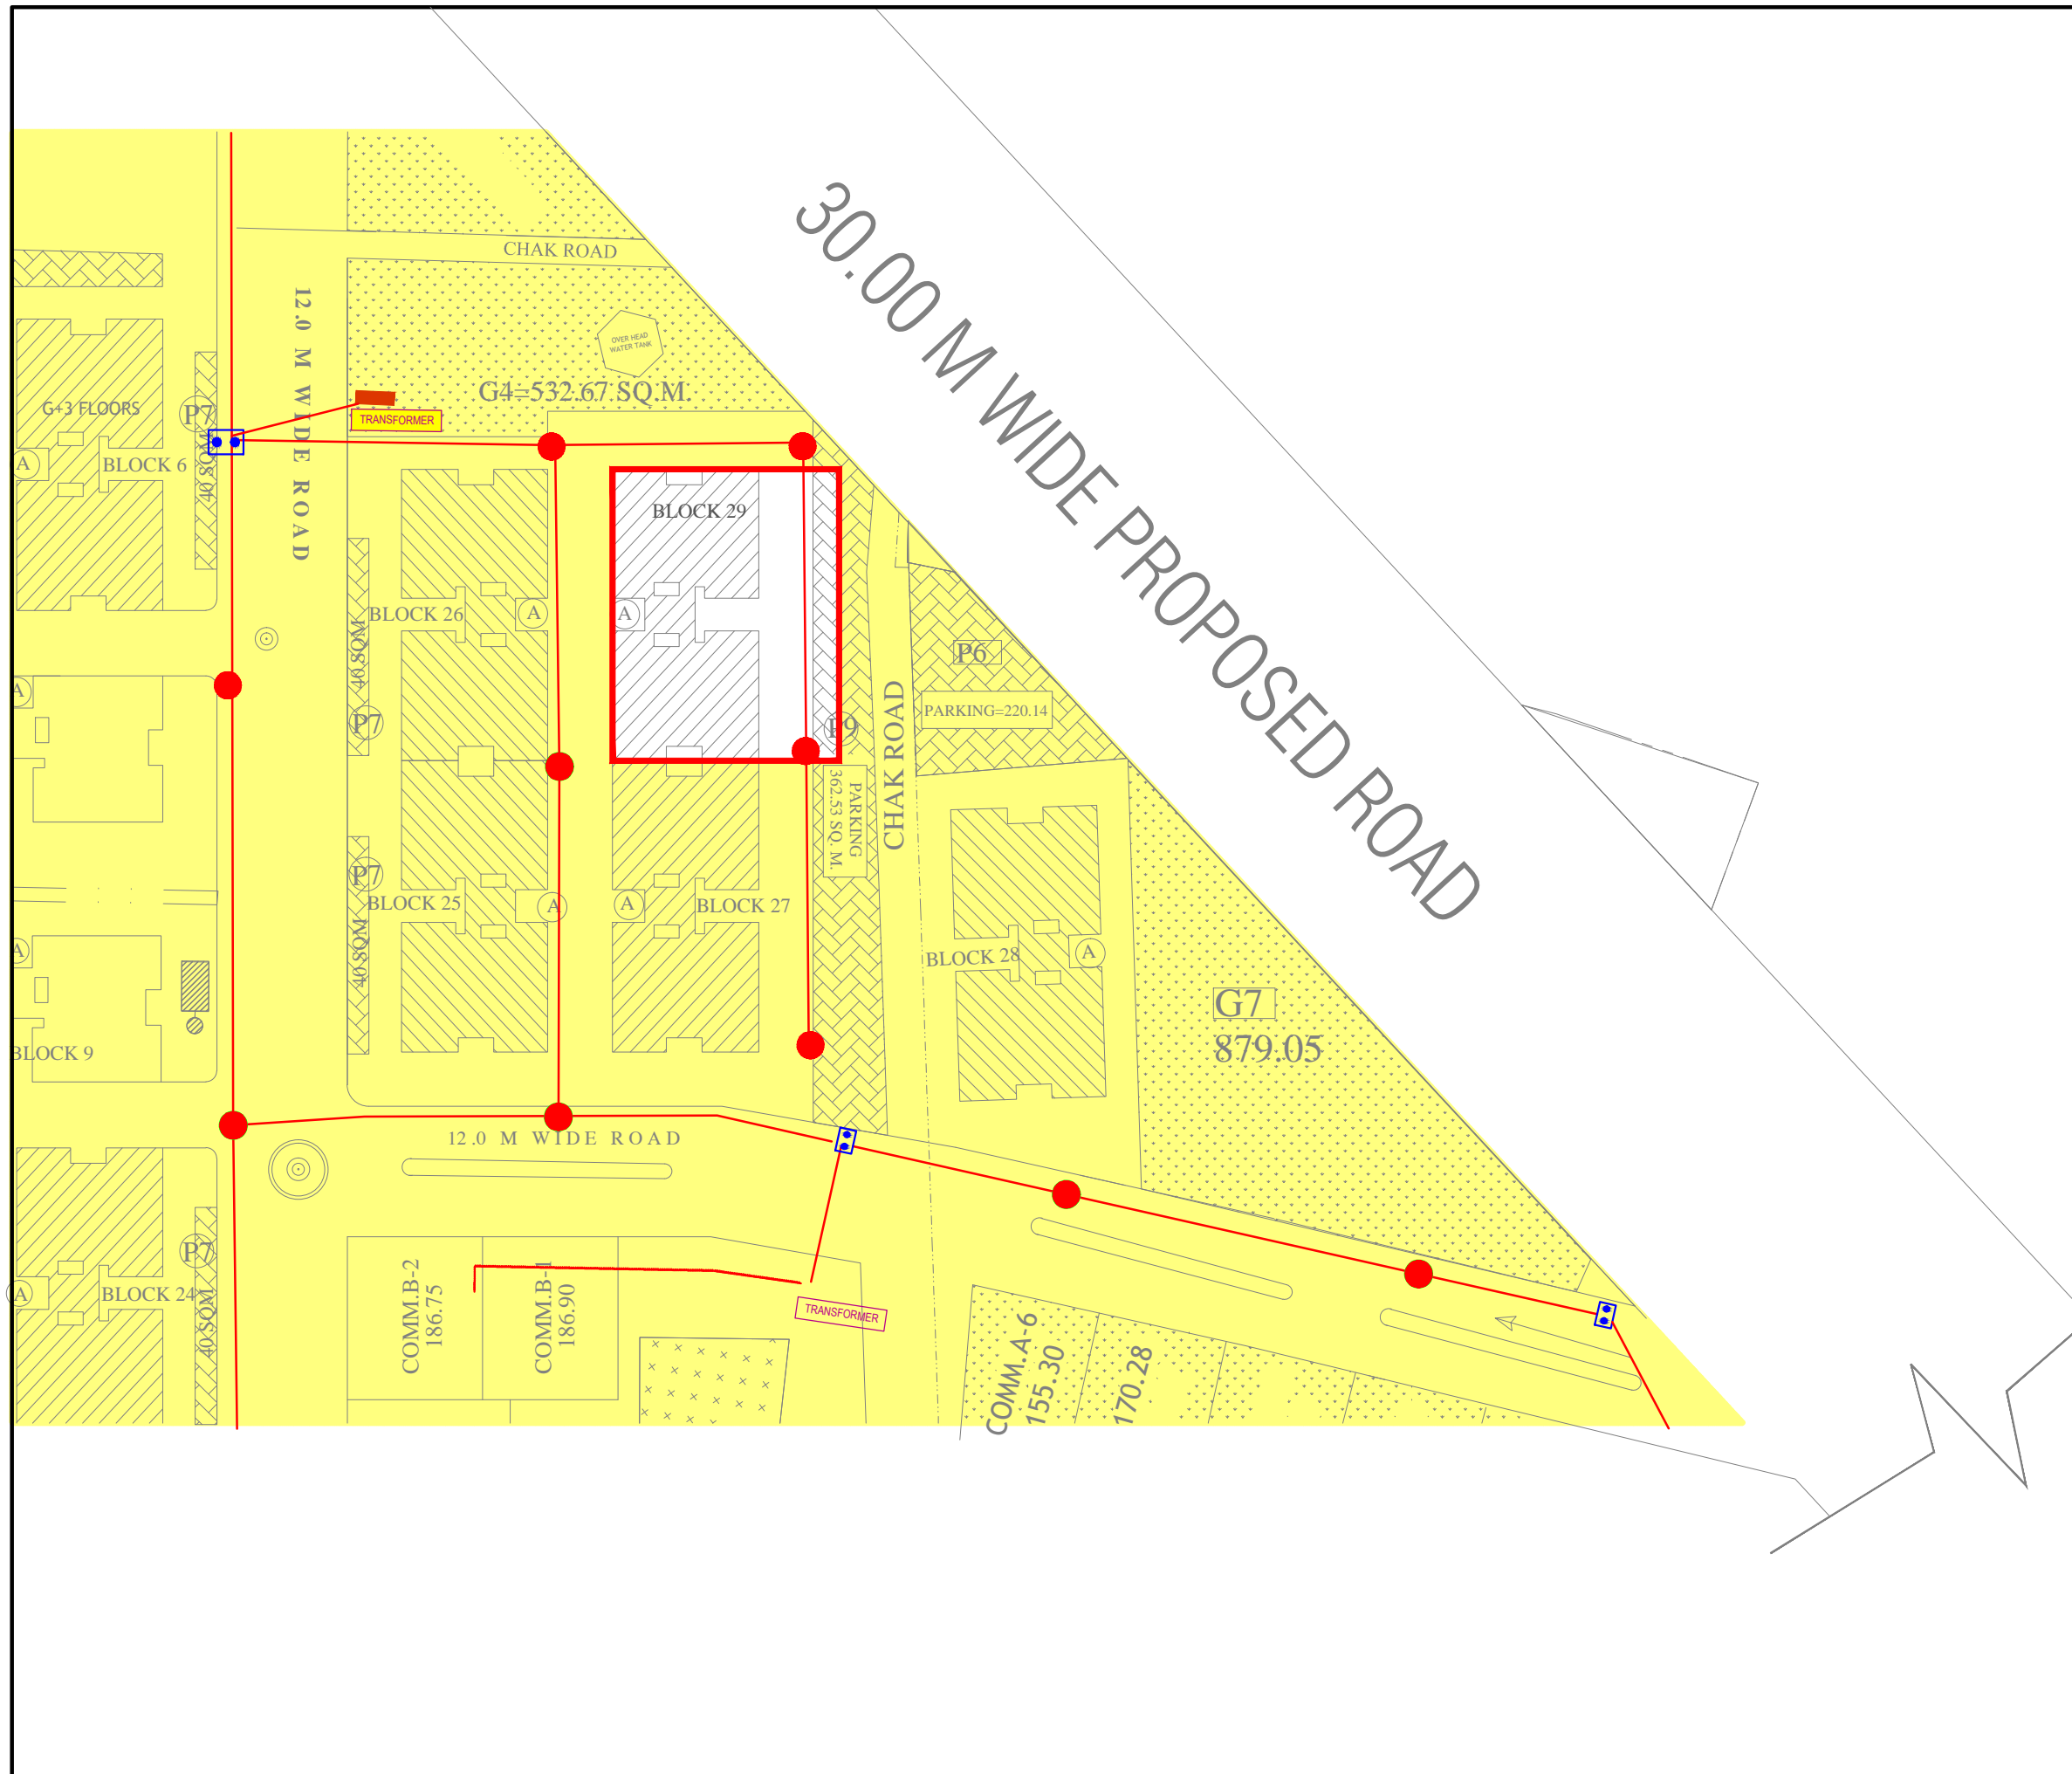 30.00 M WIDE PROPOSED ROAD
CHAK ROAD
12.0 M WIDE ROAD
OVER HEAD
WATER TANK
G4=532.67 SQ.M.
G+3 FLOORS
P7
TRANSFORMER
A
BLOCK 6
40 SQM
BLOCK 29
BLOCK 26
A
A
40 SQM
P7
P6
PARKING=220.14
P9
CHAK ROAD
A
PARKING
362.53 SQ. M.
P7
BLOCK 25
A
A
BLOCK 27
40 SQM
A
BLOCK 28
A
G7
879.05
BLOCK 9
12.0 M WIDE ROAD
P7
A
BLOCK 24
40 SQM
COMM.B-2
186.75
COMM.B-1
186.90
TRANSFORMER
COMM.A-6
155.30
170.28